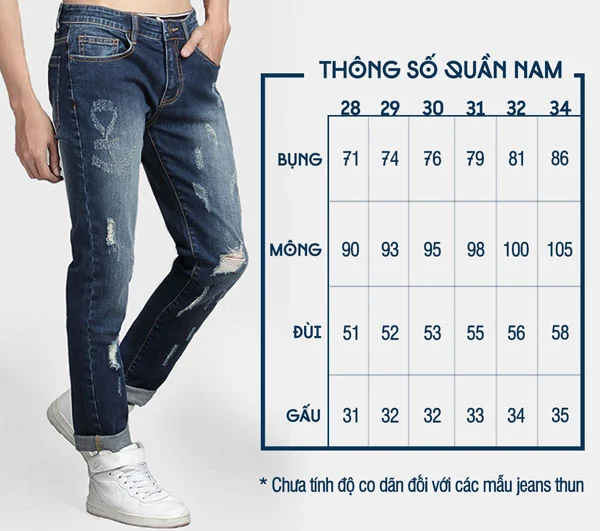 THÔNG SỐ QUẦN NAM
28 29 30 31 32 34
BỤNG 71 74 76 79 81 86
MÔNG 90 93 95 98 100 105
ĐÙI 51 52 53 55 56 58
GẤU 31 32 32 33 34 35
* Chưa tính độ co dãn đối với các mẫu jeans thun